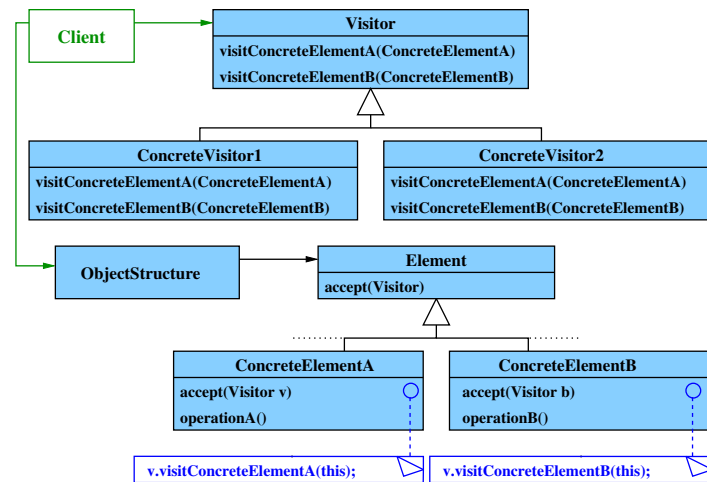 Client
Visitor
visitConcreteElementA(ConcreteElementA)
visitConcreteElementB(ConcreteElementB)
ConcreteVisitor1
visitConcreteElementA(ConcreteElementA)
visitConcreteElementB(ConcreteElementB)
ConcreteVisitor2
visitConcreteElementA(ConcreteElementA)
visitConcreteElementB(ConcreteElementB)
ObjectStructure
Element
accept(Visitor)
ConcreteElementA
accept(Visitor v)
operationA()
ConcreteElementB
accept(Visitor b)
operationB()
v.visitConcreteElementA(this);
v.visitConcreteElementB(this);